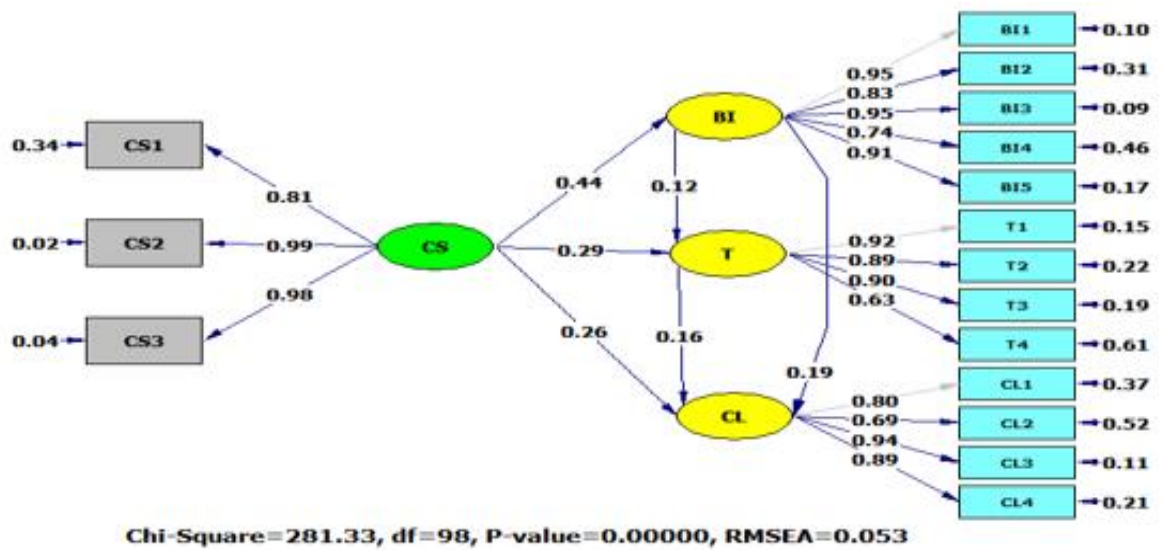 BI1 0.10
0.95
BI2 0.31
0.83
BI3 0.09
0.95
BI4 0.46
0.74
BI5 0.17
0.91
BI
0.34 CS1
0.81
0.44
0.12
0.02 CS2
0.99
CS
0.29
T
0.98
0.04 CS3
0.92
T1 0.15
0.89
T2 0.22
0.90
T3 0.19
0.63
T4 0.61
0.26
0.16
0.19
CL
0.80
CL1 0.37
0.69
CL2 0.52
0.94
CL3 0.11
0.89
CL4 0.21
Chi-Square=281.33, df=98, P-value=0.00000, RMSEA=0.053